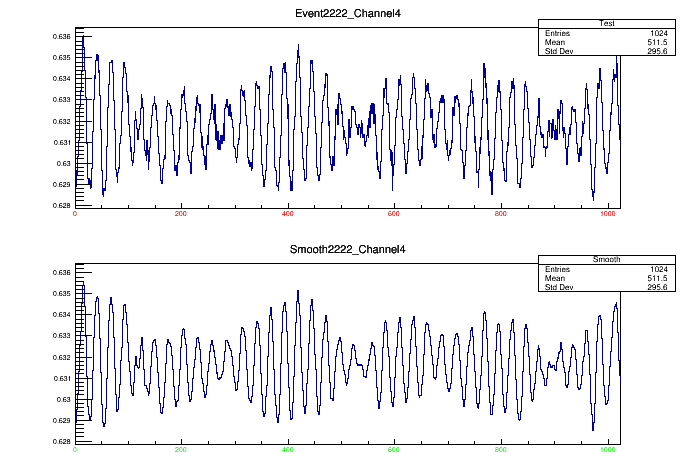 Event2222_Channel4
Test
Entries 1024
Mean 511.5
Std Dev 295.6
0.636
0.635
0.634
0.633
0.632
0.631
0.63
0.629
0.628
0 200 400 600 800 1000
Smooth2222_Channel4
Smooth
Entries 1024
Mean 511.5
Std Dev 295.6
0.636
0.635
0.634
0.633
0.632
0.631
0.63
0.629
0.628
0 200 400 600 800 1000